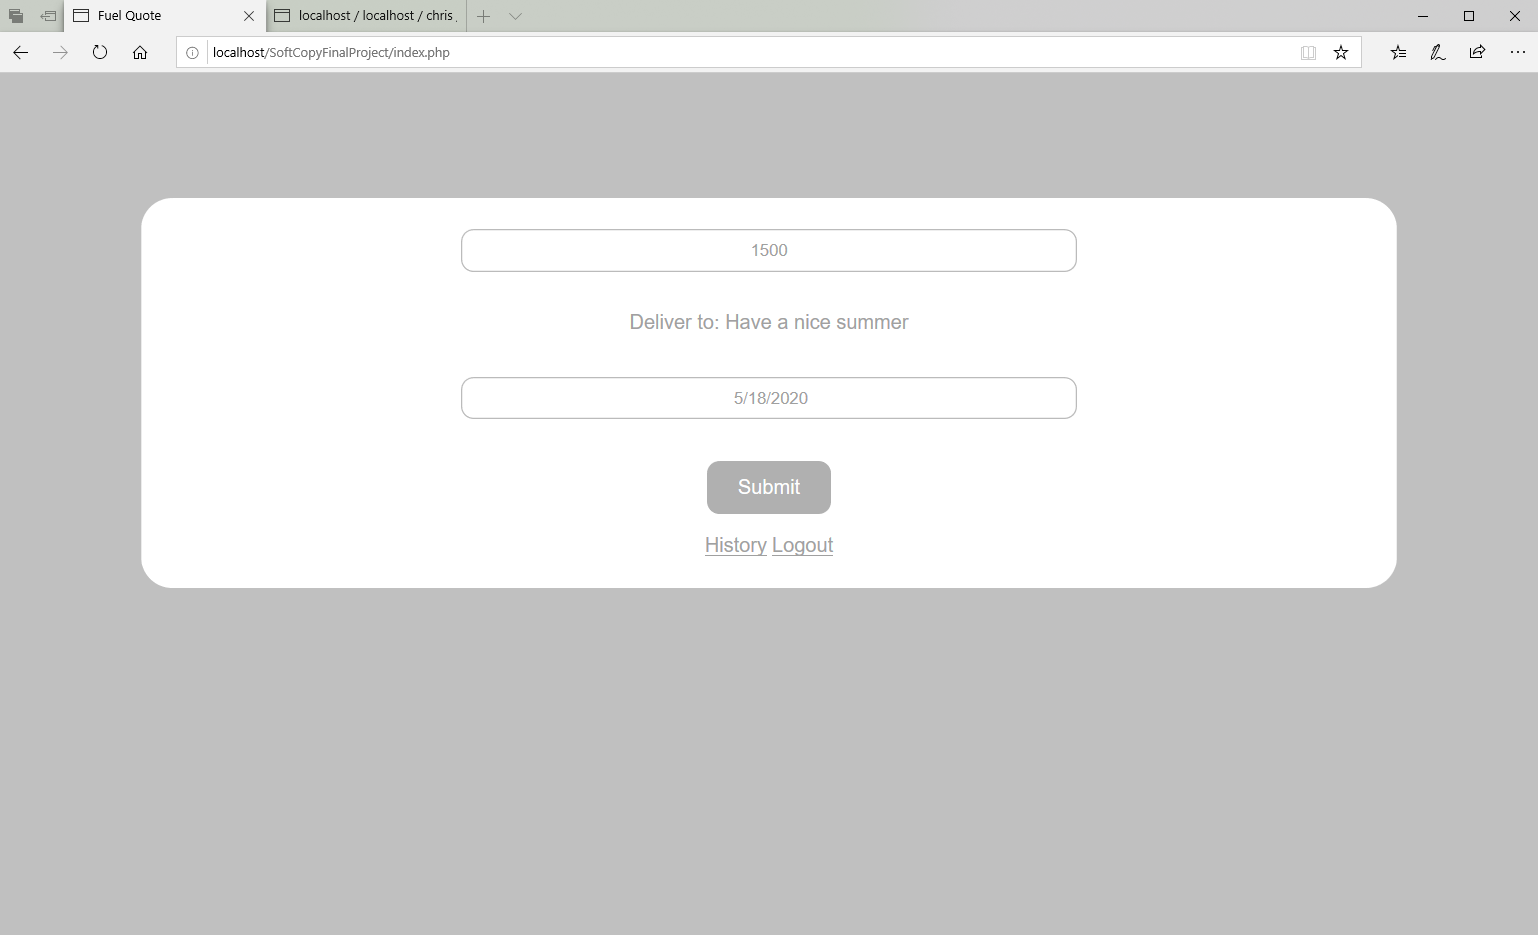 Fuel Quote
localhost / localhost / chris
localhost/SoftCopyFinalProject/index.php
1500
Deliver to: Have a nice summer
5/18/2020
Submit
History Logout